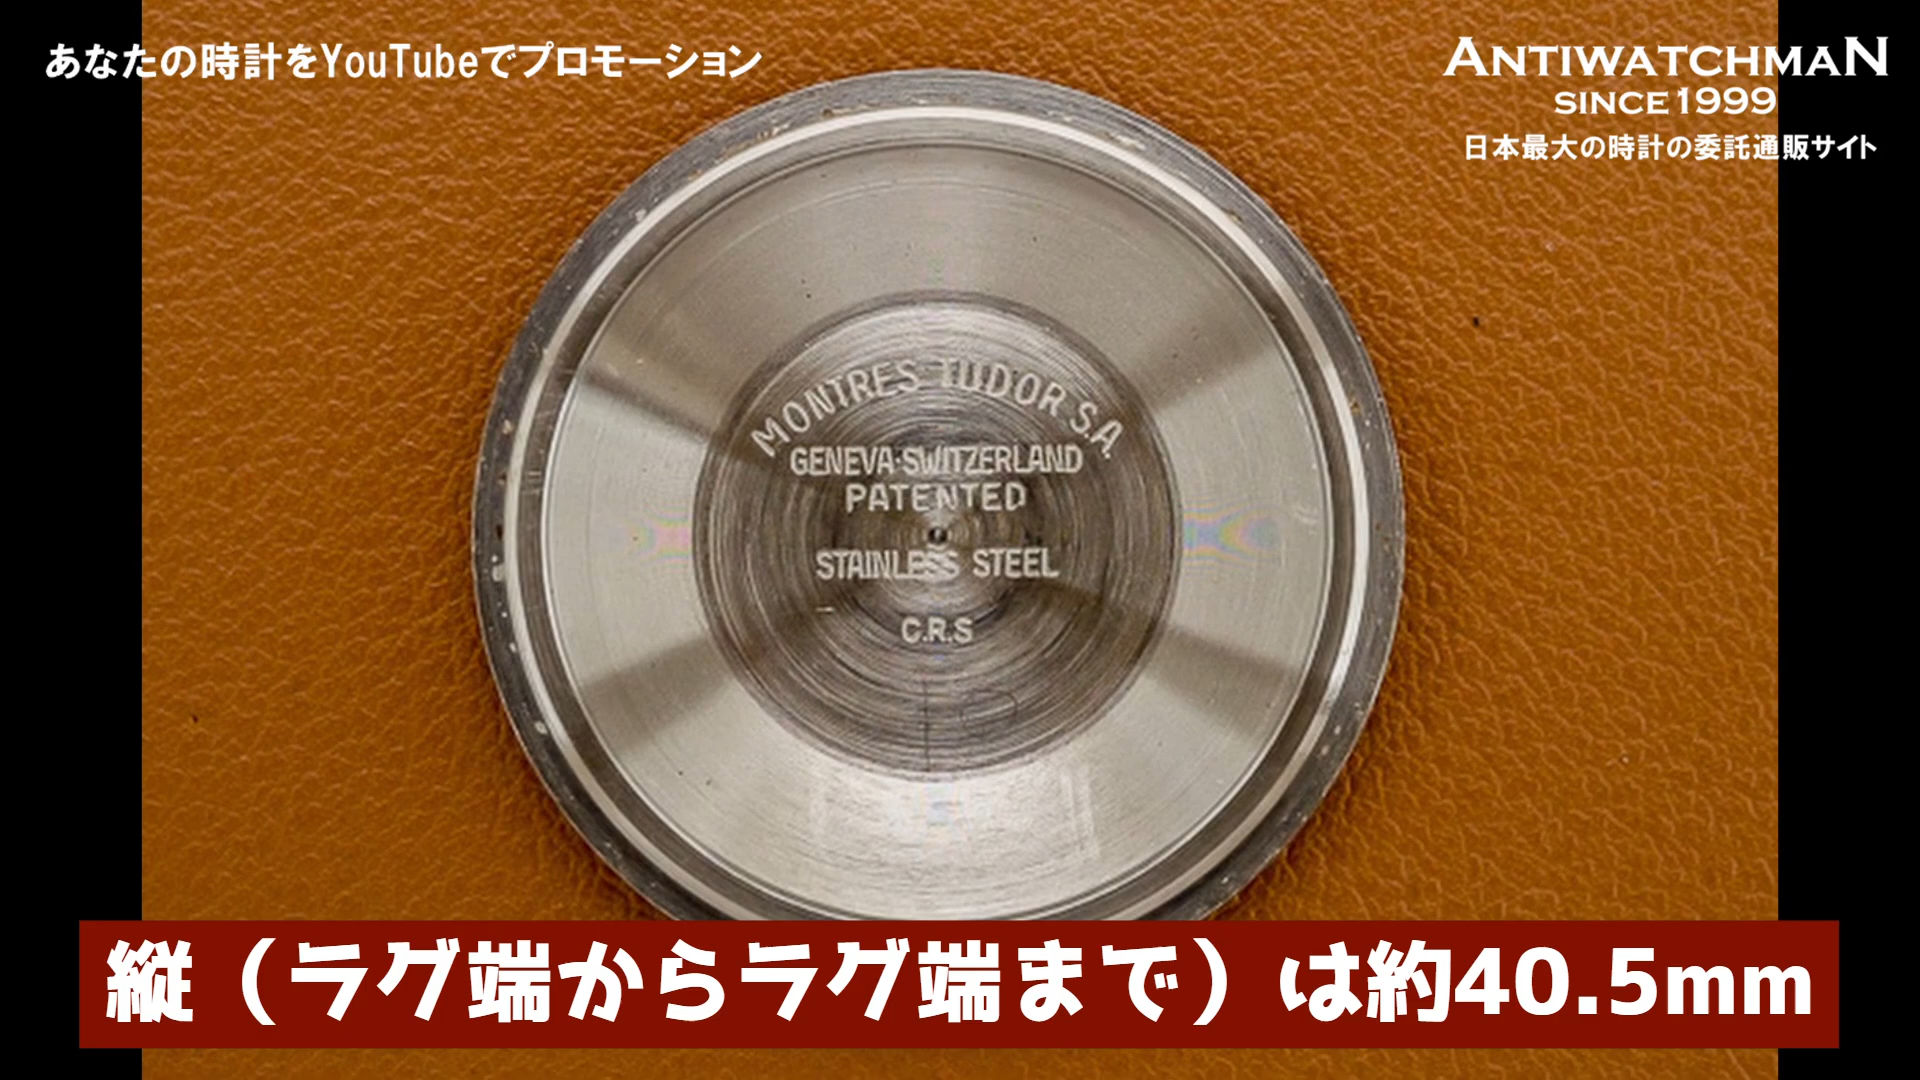 あなたの時計をYouTubeでプロモーション
ANTIWATCHMAN
SINCE1999
日本最大の時計の委託通販サイト
MONTRES TUDOR S.A.
GENEVA·SWITZERLAND
PATENTED
STAINLESS STEEL
C.R.S
縦（ラグ端からラグ端まで）は約40.5mm